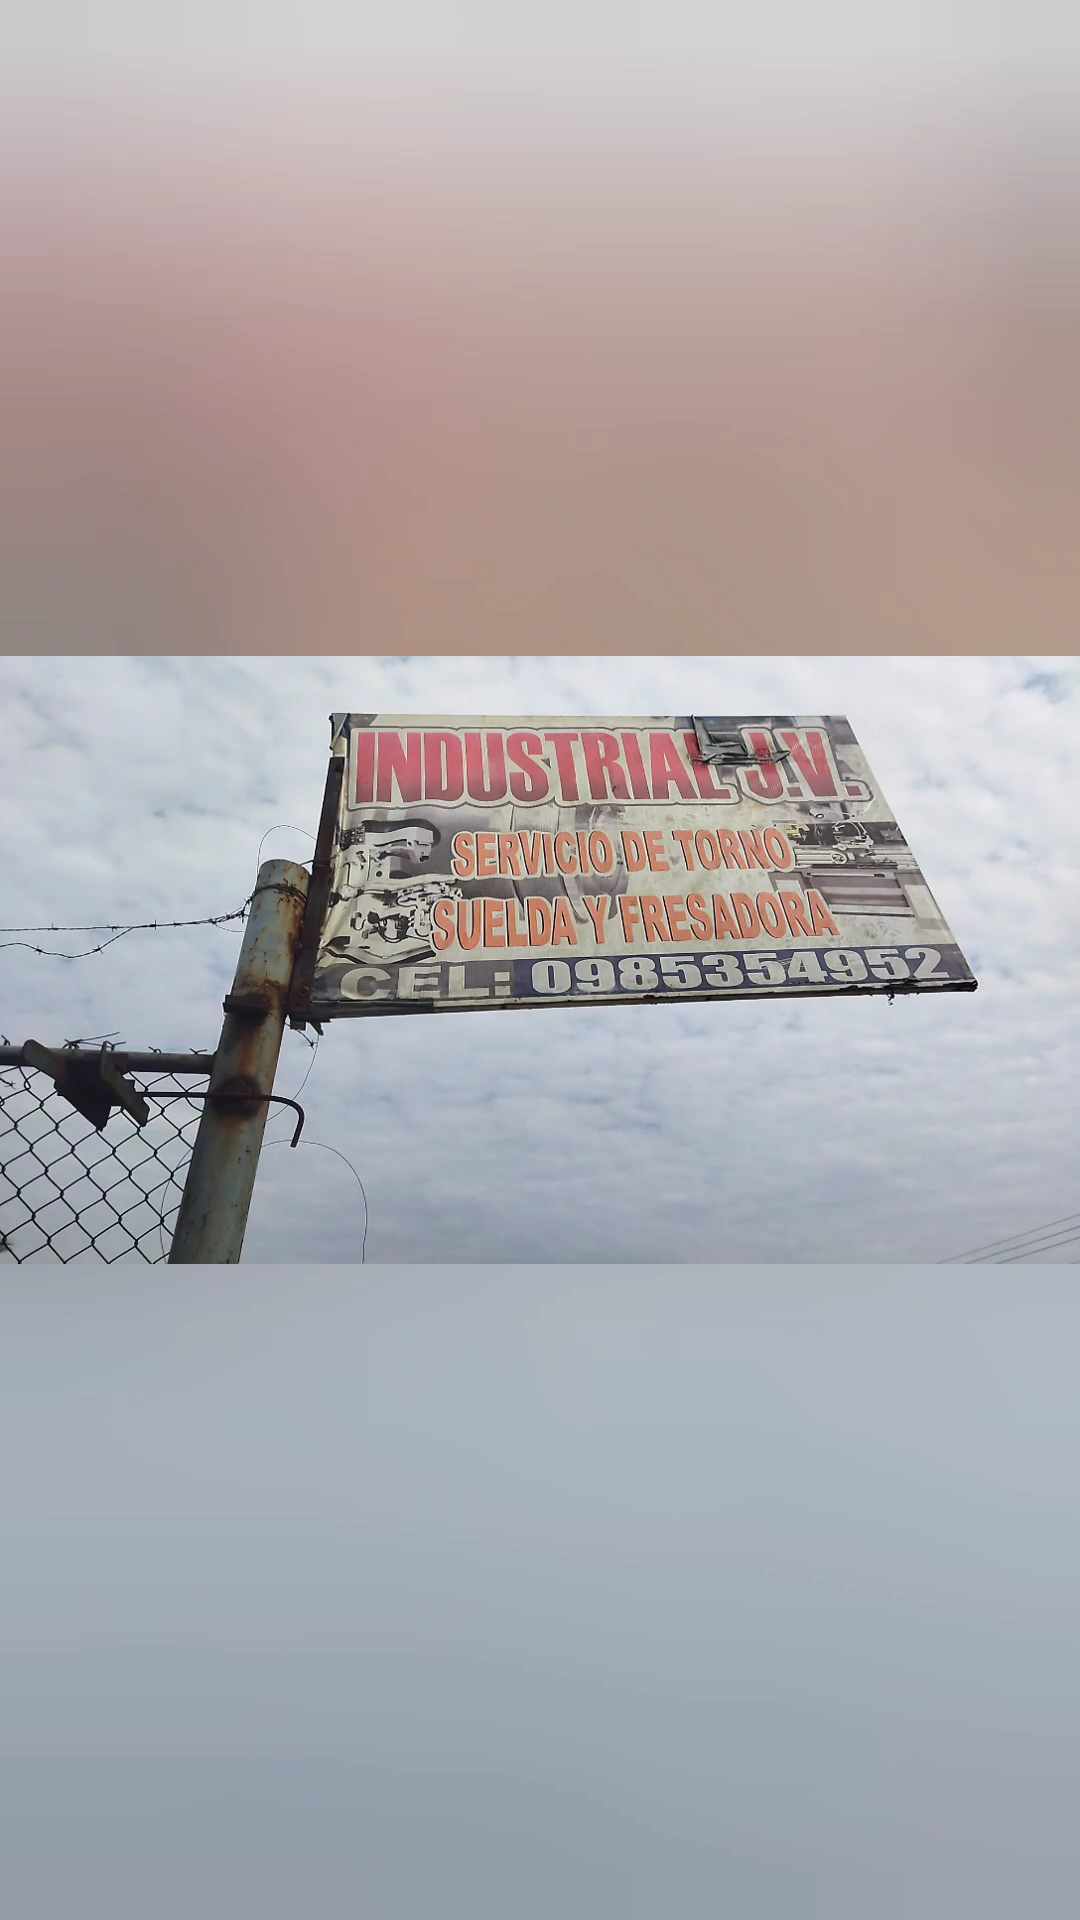 INDUSTRIAL J.V.
SERVICIO DE TORNO
SUELDA Y FRESADORA
CEL: 0985354952